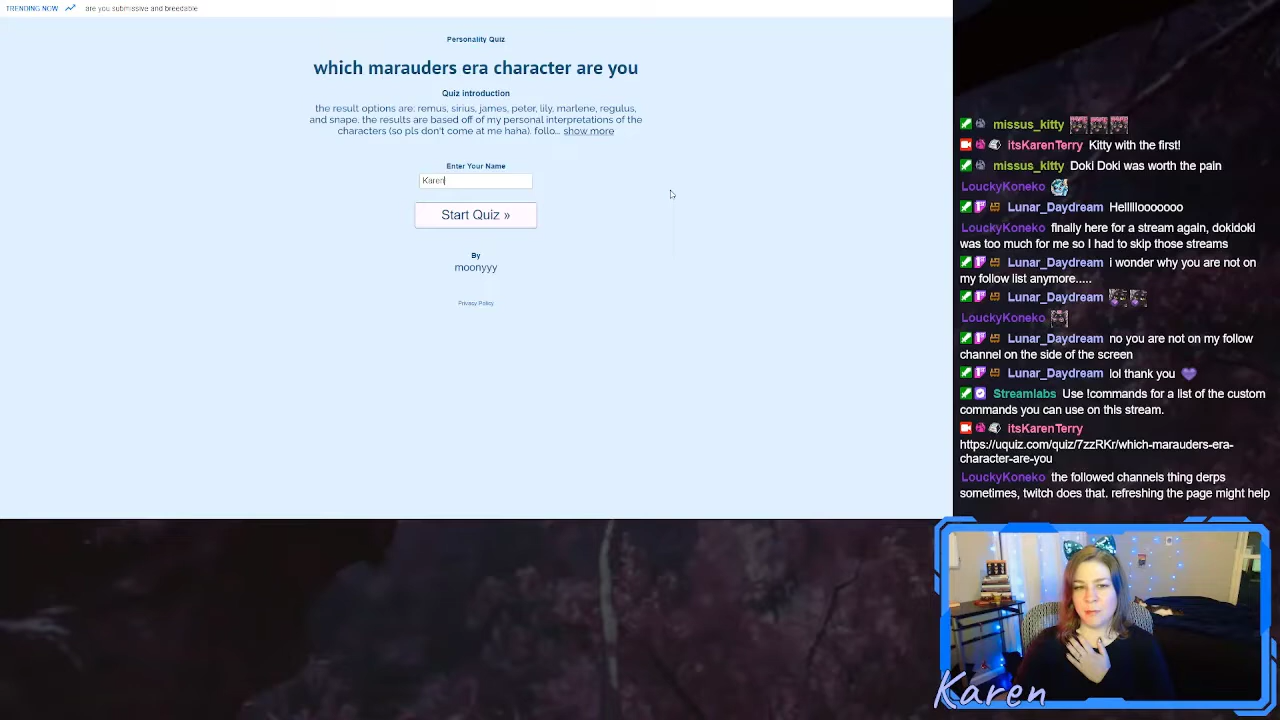 TRENDING NOW are you submissive and breedable
Personality Quiz
which marauders era character are you
Quiz introduction
the result options are: remus, sirius, james, peter, lily, marlene, regulus,
and snape. the results are based off of my personal interpretations of the
characters (so pls don't come at me haha). follo... show more
Enter Your Name
Karen
Start Quiz »
By
moonyyy
Privacy Policy
missus_kitty
itsKarenTerry Kitty with the first!
missus_kitty Doki Doki was worth the pain
LouckyKoneko
Lunar_Daydream Hellllloooooo
LouckyKoneko finally here for a stream again, dokidoki
was too much for me so I had to skip those streams
Lunar_Daydream i wonder why you are not on
my follow list anymore.....
Lunar_Daydream
LouckyKoneko
Lunar_Daydream no you are not on my follow
channel on the side of the screen
Lunar_Daydream lol thank you
Streamlabs Use !commands for a list of the custom
commands you can use on this stream.
itsKarenTerry
https://uquiz.com/quiz/7zzRKr/which-marauders-era-
character-are-you
LouckyKoneko the followed channels thing derps
sometimes, twitch does that. refreshing the page might help
Karen